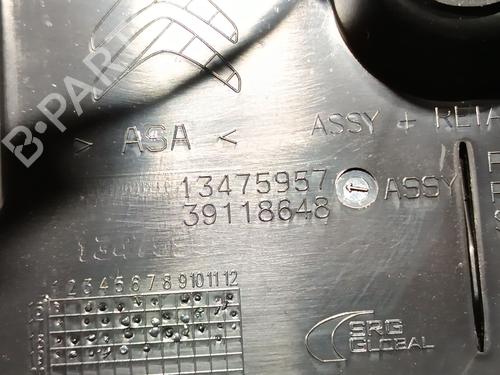 B-PARTS
> ASA <
ASSY + RETA
13475957
39118648
ASSY
1 2 3 4 5 6 7 8 9 10 11 12
SRG
GLOBAL